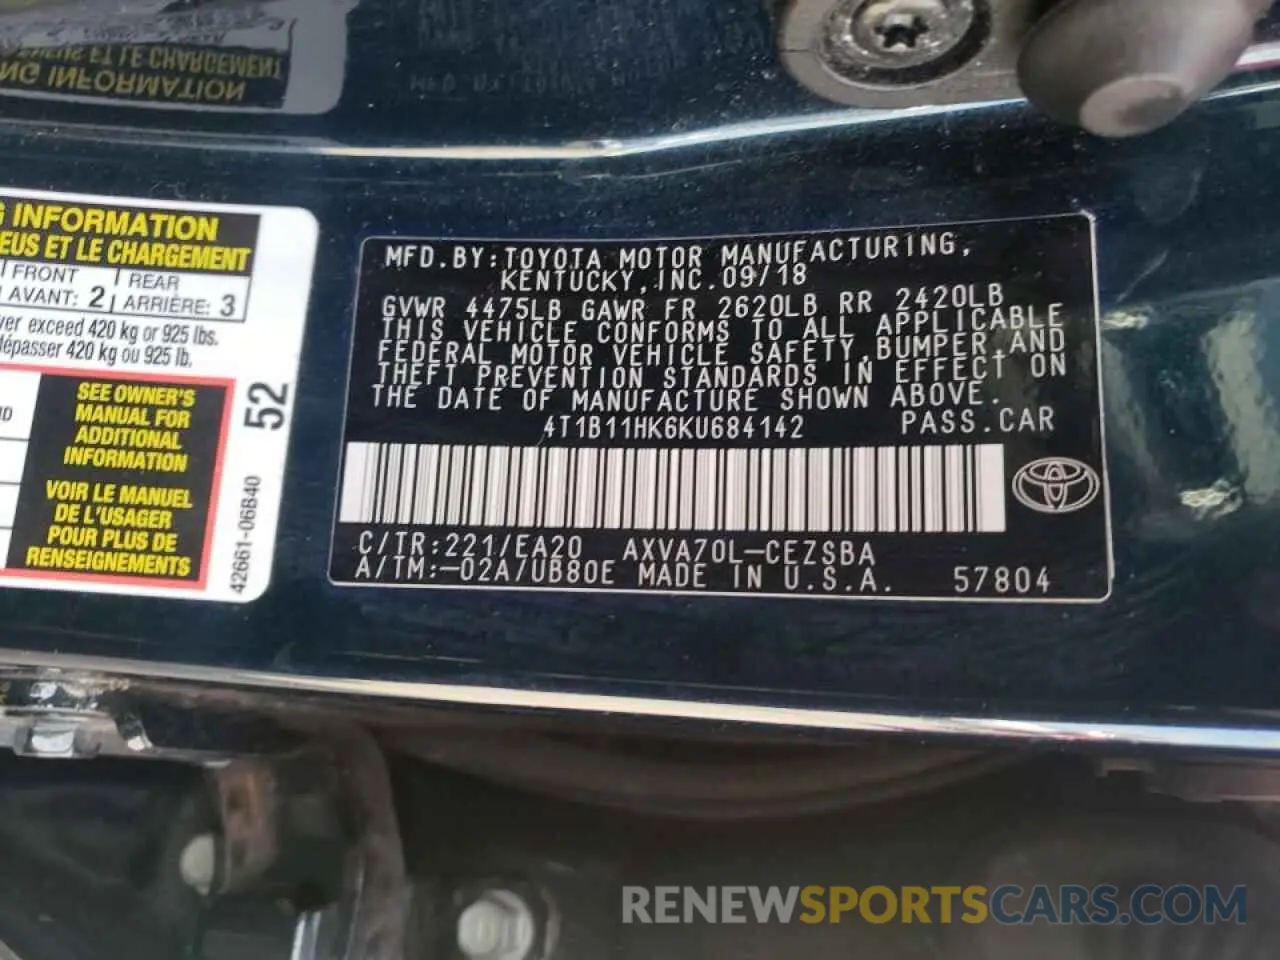 G INFORMATION
EUS ET LE CHARGEMENT
FRONT REAR
AVANT: 2 ARRIÈRE: 3
ver exceed 420 kg or 925 lbs.
dépasser 420 kg ou 925 lb.
SEE OWNER'S
MANUAL FOR
ADDITIONAL
INFORMATION
VOIR LE MANUEL
DE L'USAGER
POUR PLUS DE
RENSEIGNEMENTS
52
42661-06B40
MFD.BY:TOYOTA MOTOR MANUFACTURING,
KENTUCKY,INC.09/18
GVWR 4475LB GAWR FR 2620LB RR 2420LB
THIS VEHICLE CONFORMS TO ALL APPLICABLE
FEDERAL MOTOR VEHICLE SAFETY,BUMPER,AND
THEFT PREVENTION STANDARDS IN EFFECT ON
THE DATE OF MANUFACTURE SHOWN ABOVE.
4T1B11HK6KU684142 PASS.CAR
C/TR:221/EA20 AXVA70L-CEZSBA
A/TM:-02A/UB80E MADE IN U.S.A. 57804
RENEWSPORTSCARS.COM